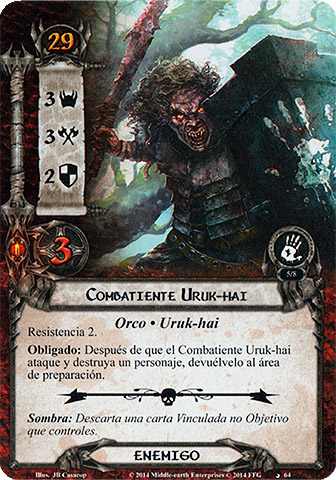 29
3
3
2
3
5/8
Combatiente Uruk-hai
Orco • Uruk-hai
Resistencia 2.
Obligado: Después de que el Combatiente Uruk-hai
ataque y destruya un personaje, devuélvelo al área
de preparación.
Sombra: Descarta una carta Vinculada no Objetivo
que controles.
ENEMIGO
Illus. JB Casacop © 2014 Middle-earth Enterprises © 2014 FFG 64